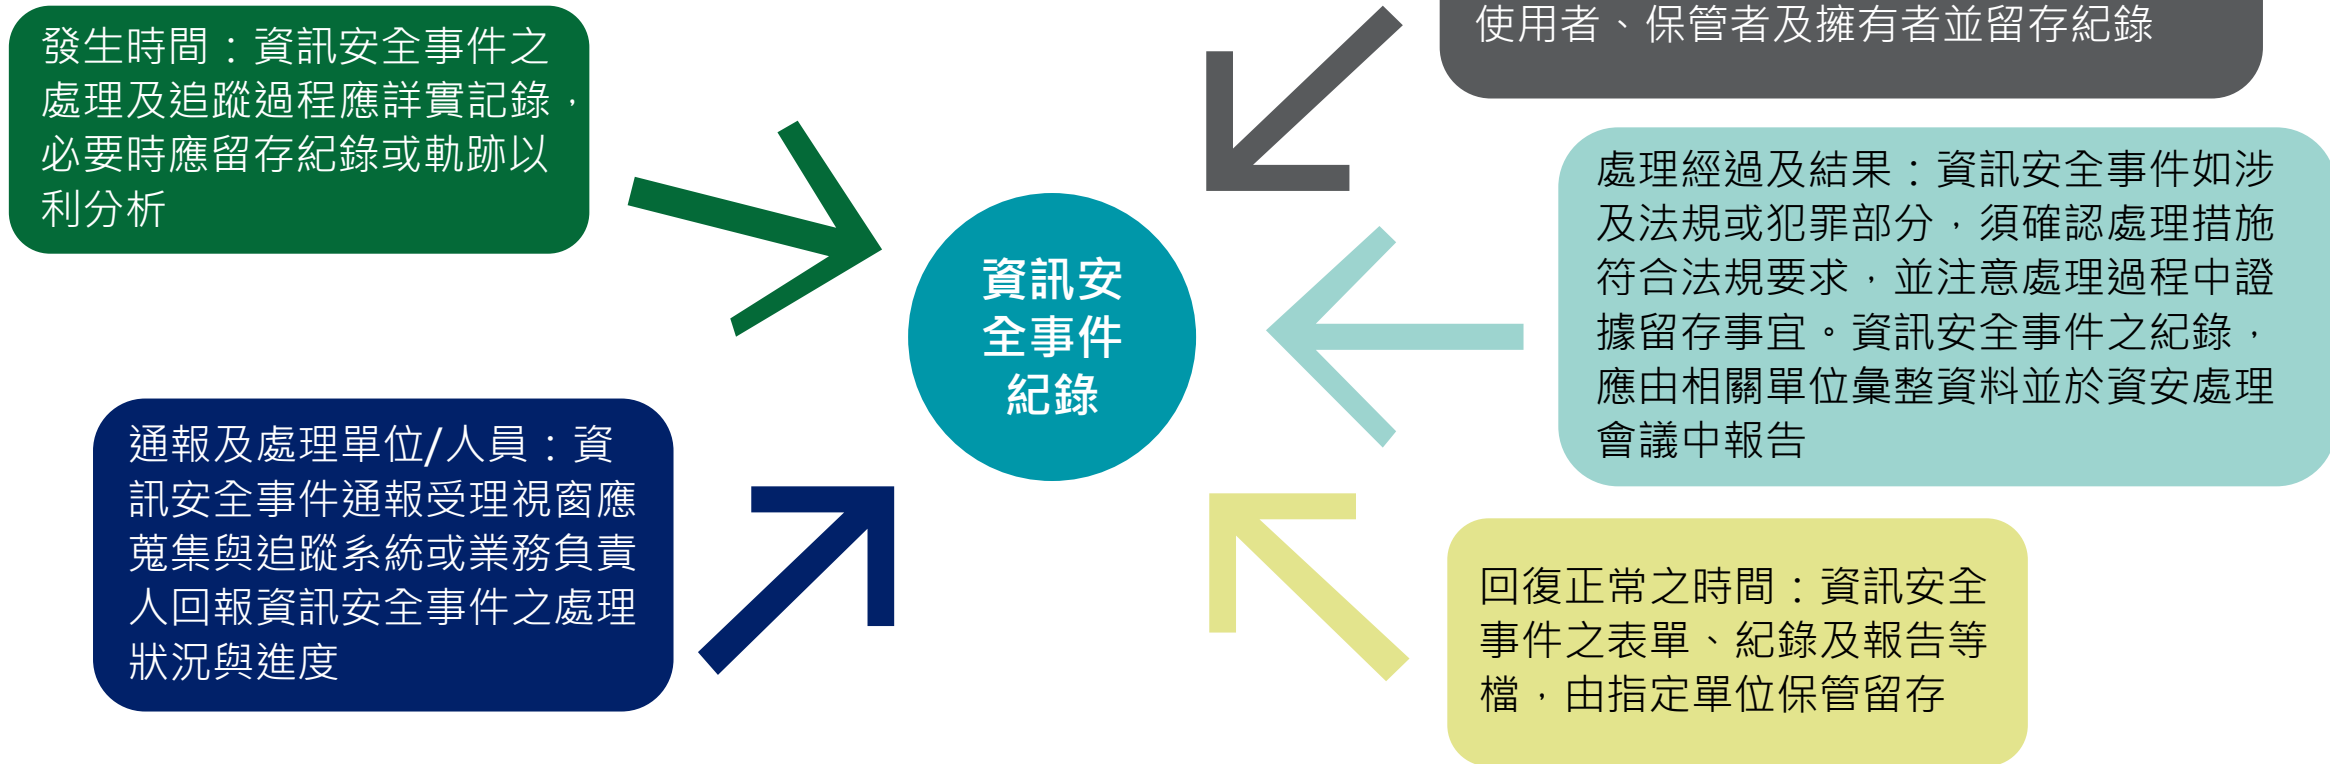 發生時間：資訊安全事件之
處理及追蹤過程應詳實記錄，
必要時應留存紀錄或軌跡以
利分析
通報及處理單位/人員：資
訊安全事件通報受理視窗應
蒐集與追蹤系統或業務負責
人回報資訊安全事件之處理
狀況與進度
資訊安
全事件
紀錄
使用者、保管者及擁有者並留存紀錄
處理經過及結果：資訊安全事件如涉
及法規或犯罪部分，須確認處理措施
符合法規要求，並注意處理過程中證
據留存事宜。資訊安全事件之紀錄，
應由相關單位彙整資料並於資安處理
會議中報告
回復正常之時間：資訊安全
事件之表單、紀錄及報告等
檔，由指定單位保管留存